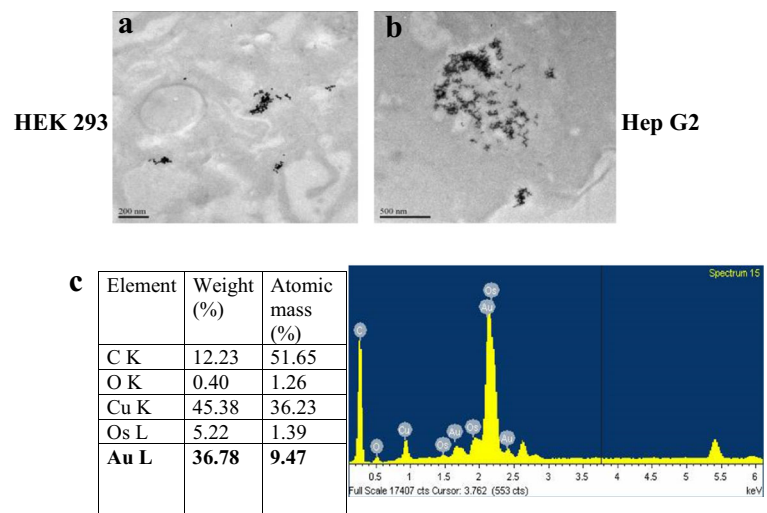 a
b
HEK 293
Hep G2
200 nm
500 nm
c
Element Weight (%) Atomic mass (%)
C K 12.23 51.65
O K 0.40 1.26
Cu K 45.38 36.23
Os L 5.22 1.39
Au L 36.78 9.47
Spectrum 15
Os
Au
C
O
Cu
Os
Au
Os
Au
0.5 1 1.5 2 2.5 3 3.5 4 4.5 5 5.5 6
Full Scale 17407 cts Cursor: 3.762 (553 cts) keV